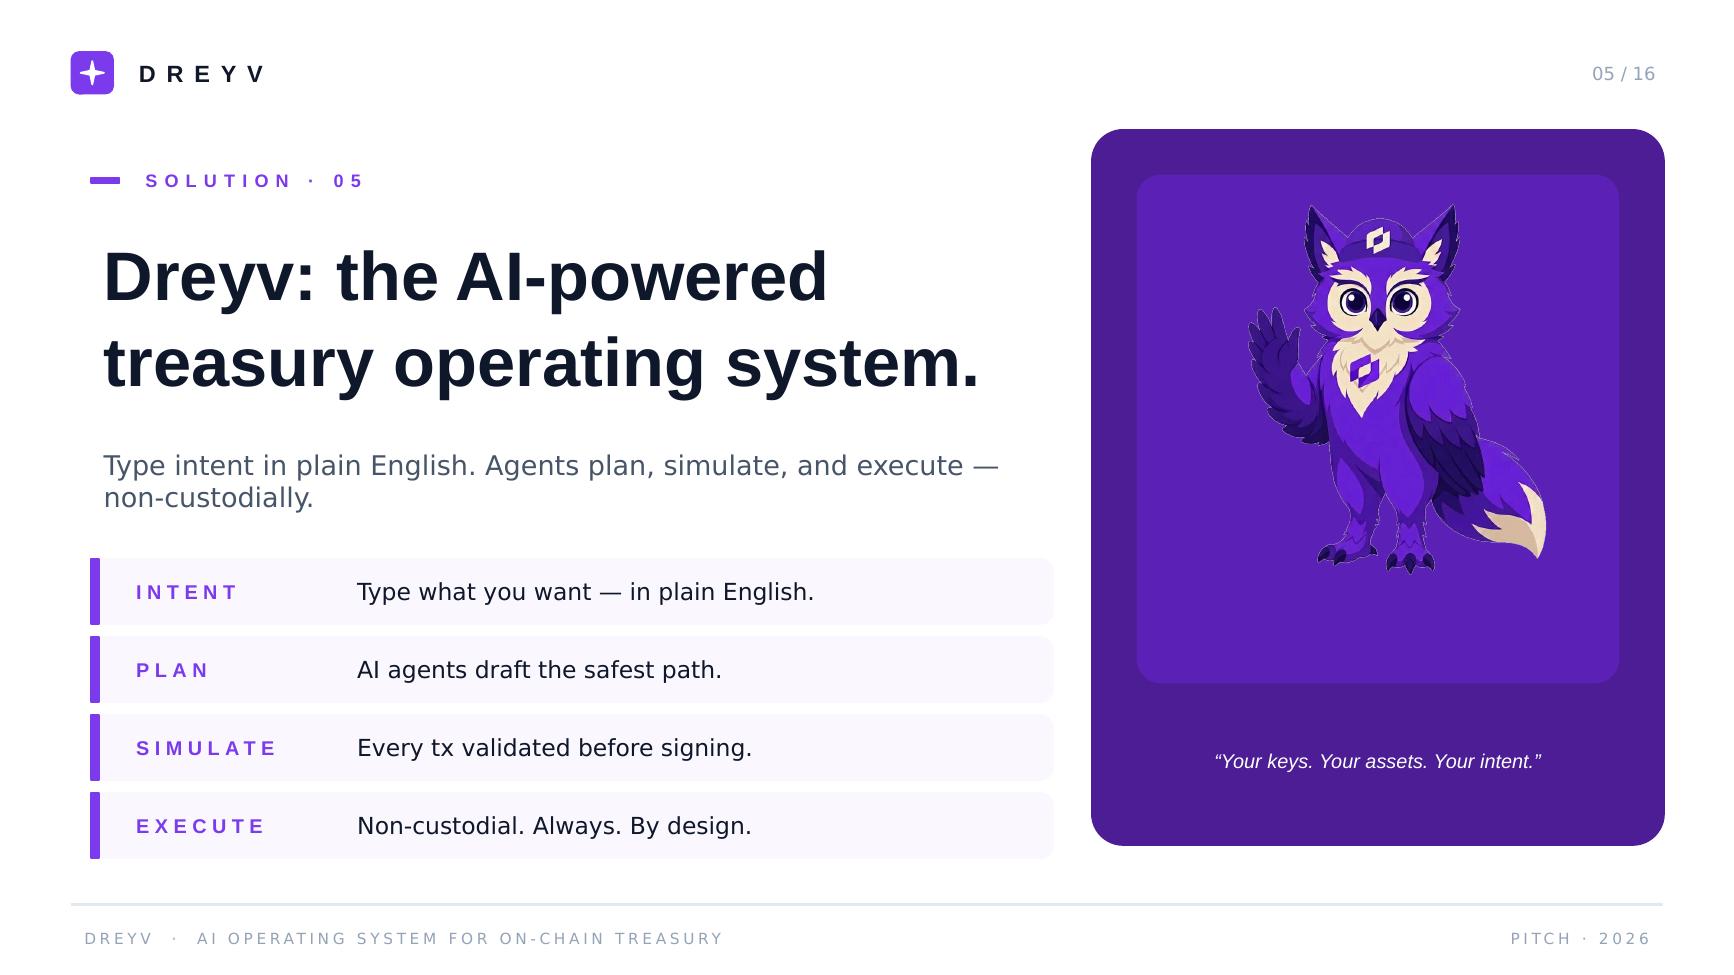 DREYV
05 / 16
SOLUTION · 05
Dreyv: the AI-powered
treasury operating system.
Type intent in plain English. Agents plan, simulate, and execute —
non-custodially.
INTENT Type what you want — in plain English.
PLAN AI agents draft the safest path.
SIMULATE Every tx validated before signing.
EXECUTE Non-custodial. Always. By design.
“Your keys. Your assets. Your intent.”
DREYV · AI OPERATING SYSTEM FOR ON-CHAIN TREASURY
PITCH · 2026